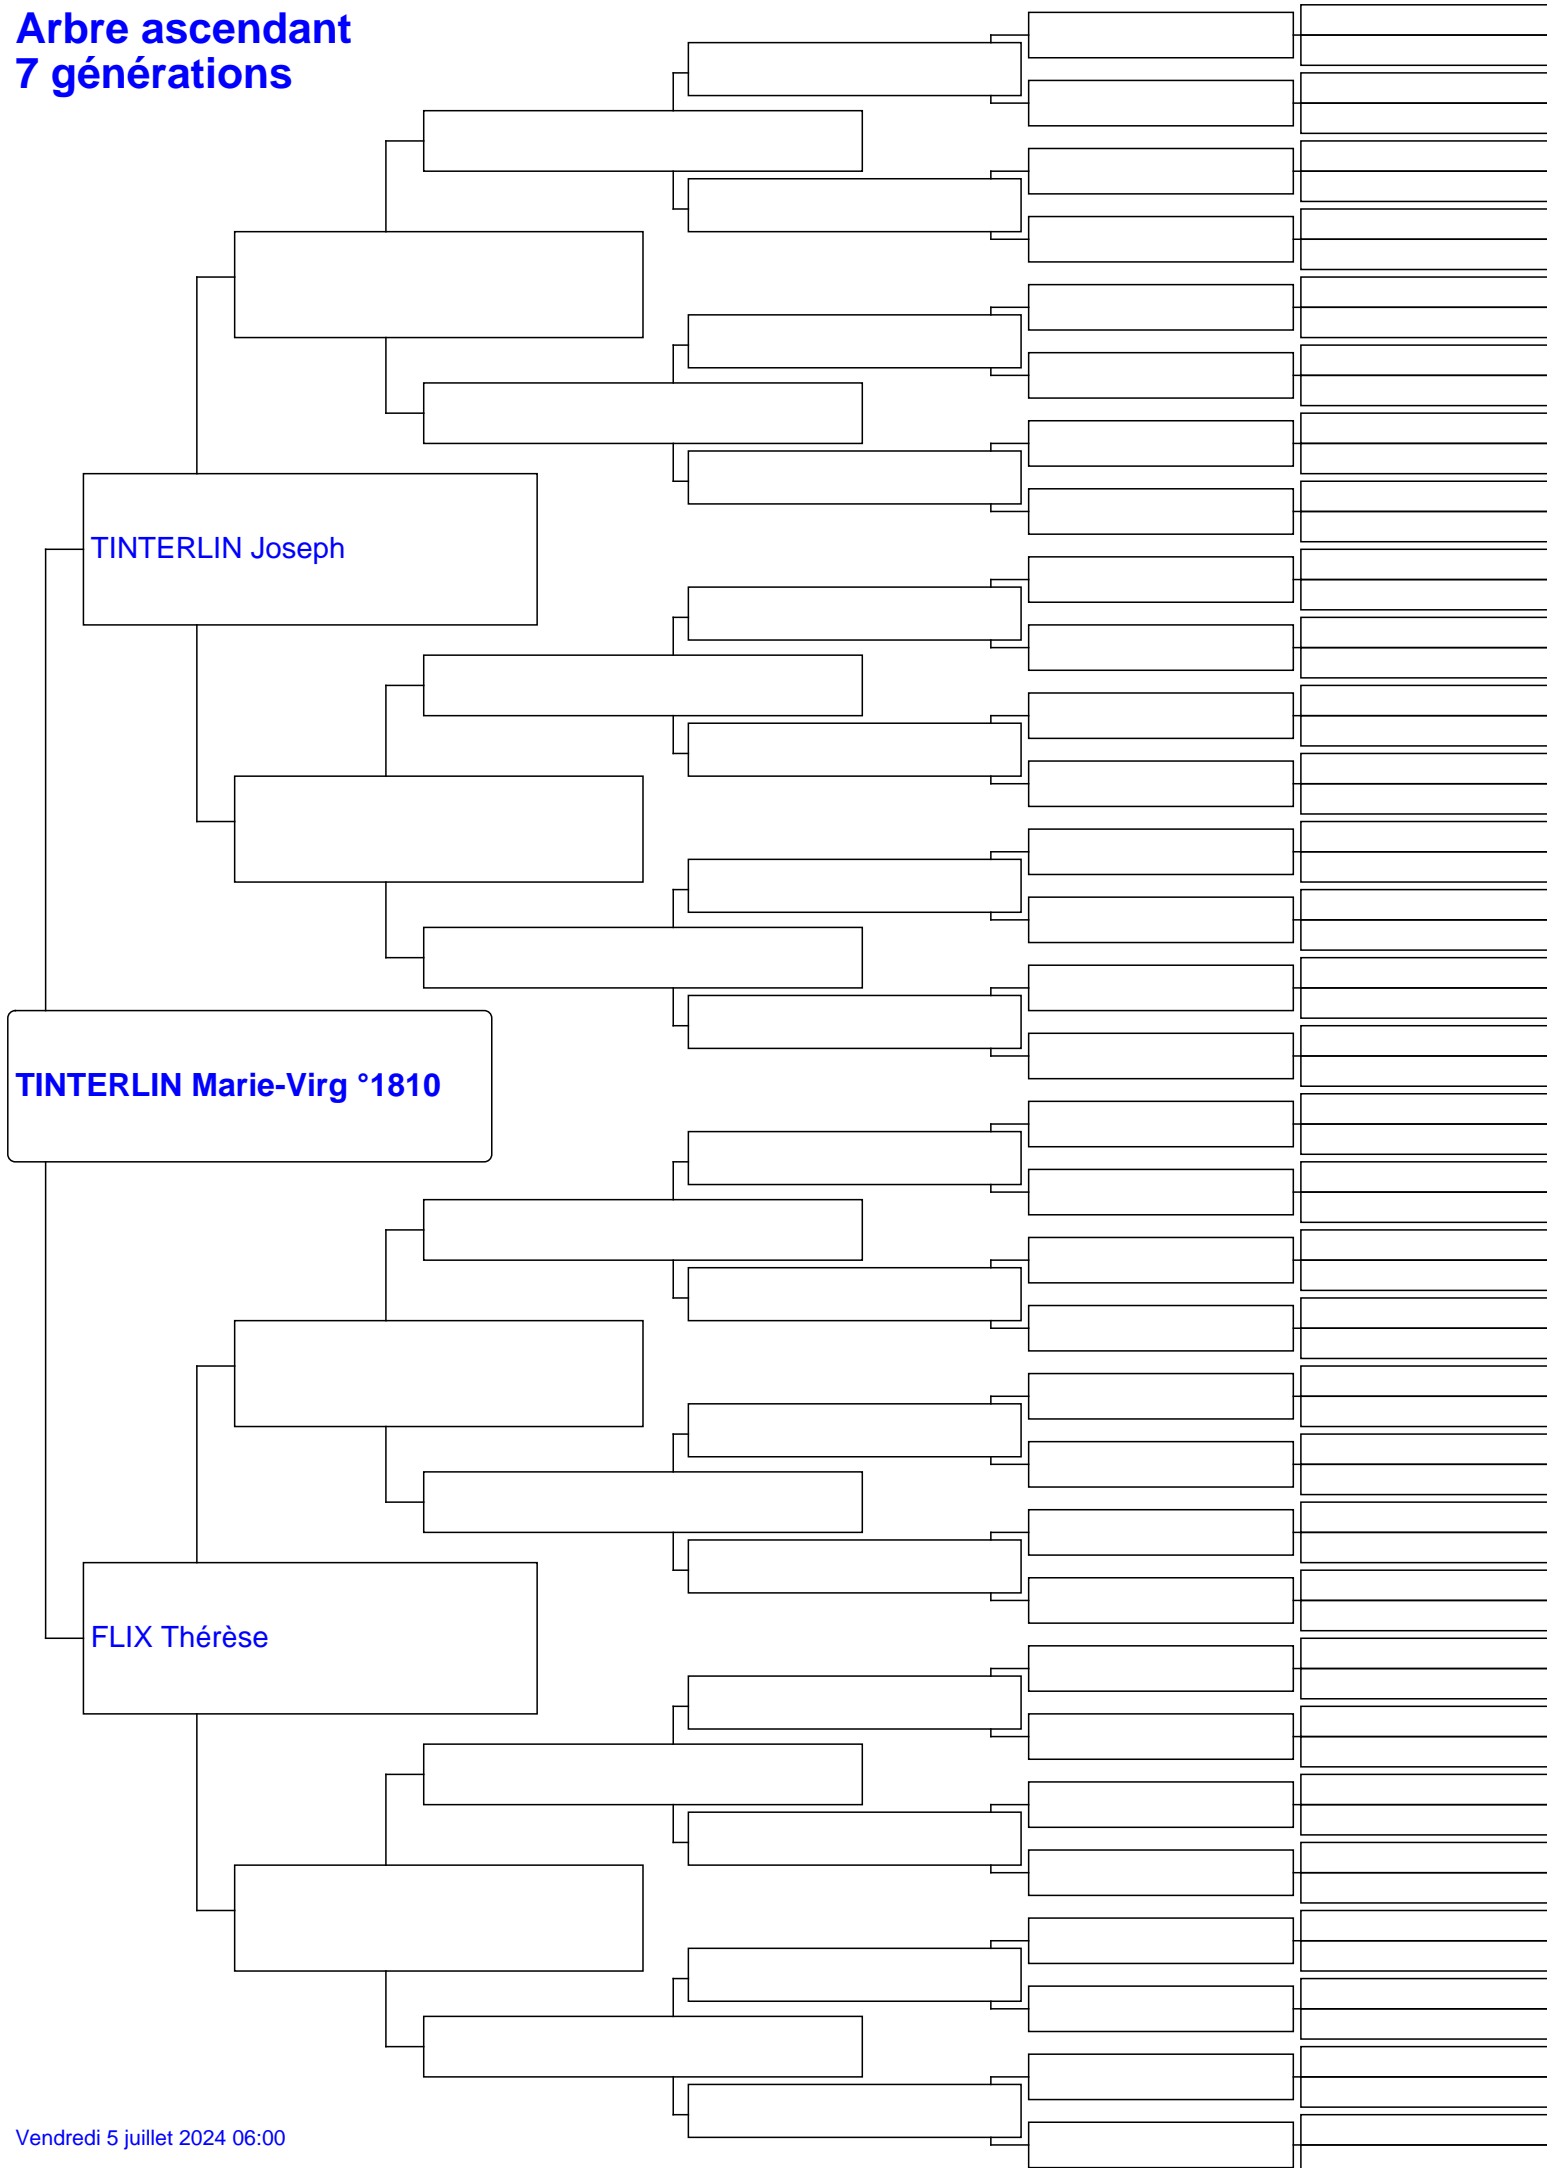 Arbre ascendant
7 générations
TINTERLIN Joseph
TINTERLIN Marie-Virg °1810
FLIX Thérèse
Vendredi 5 juillet 2024 06:00